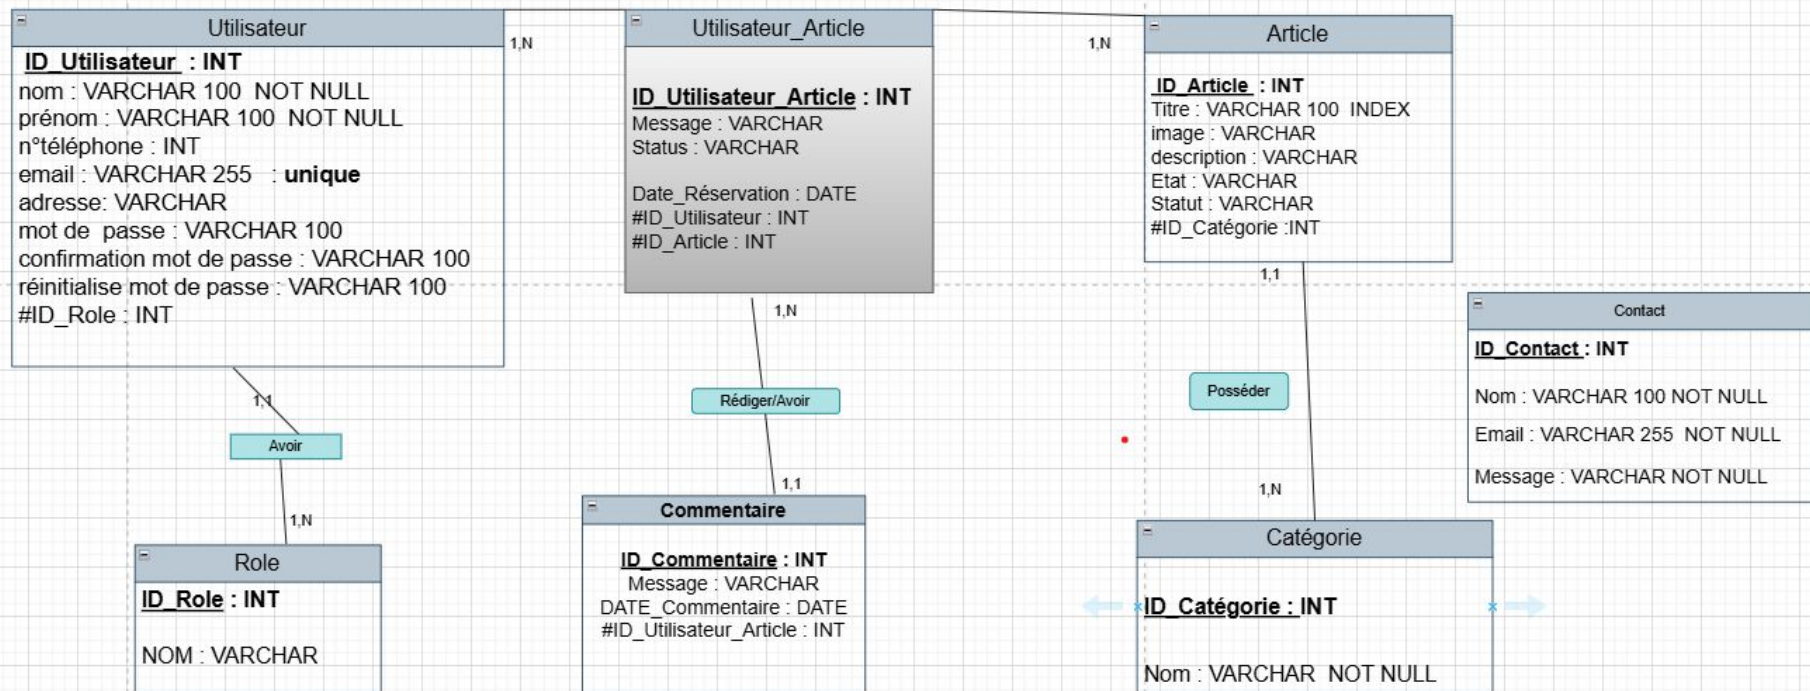 Utilisateur
ID_Utilisateur : INT
nom : VARCHAR 100 NOT NULL
prénom : VARCHAR 100 NOT NULL
n°téléphone : INT
email : VARCHAR 255 : unique
adresse: VARCHAR
mot de passe : VARCHAR 100
confirmation mot de passe : VARCHAR 100
réinitialise mot de passe : VARCHAR 100
#ID_Role : INT
1,N
Utilisateur_Article
ID_Utilisateur_Article : INT
Message : VARCHAR
Status : VARCHAR
Date_Réservation : DATE
#ID_Utilisateur : INT
#ID_Article : INT
1,N
Article
ID_Article : INT
Titre : VARCHAR 100 INDEX
image : VARCHAR
description : VARCHAR
Etat : VARCHAR
Statut : VARCHAR
#ID_Catégorie :INT
1,1
Contact
ID_Contact : INT
Nom : VARCHAR 100 NOT NULL
Email : VARCHAR 255 NOT NULL
Message : VARCHAR NOT NULL
1,1
Avoir
1,N
Role
ID_Role : INT
NOM : VARCHAR
1,N
Rédiger/Avoir
1,1
Commentaire
ID_Commentaire : INT
Message : VARCHAR
DATE_Commentaire : DATE
#ID_Utilisateur_Article : INT
Posséder
1,N
Catégorie
ID_Catégorie : INT
Nom : VARCHAR NOT NULL